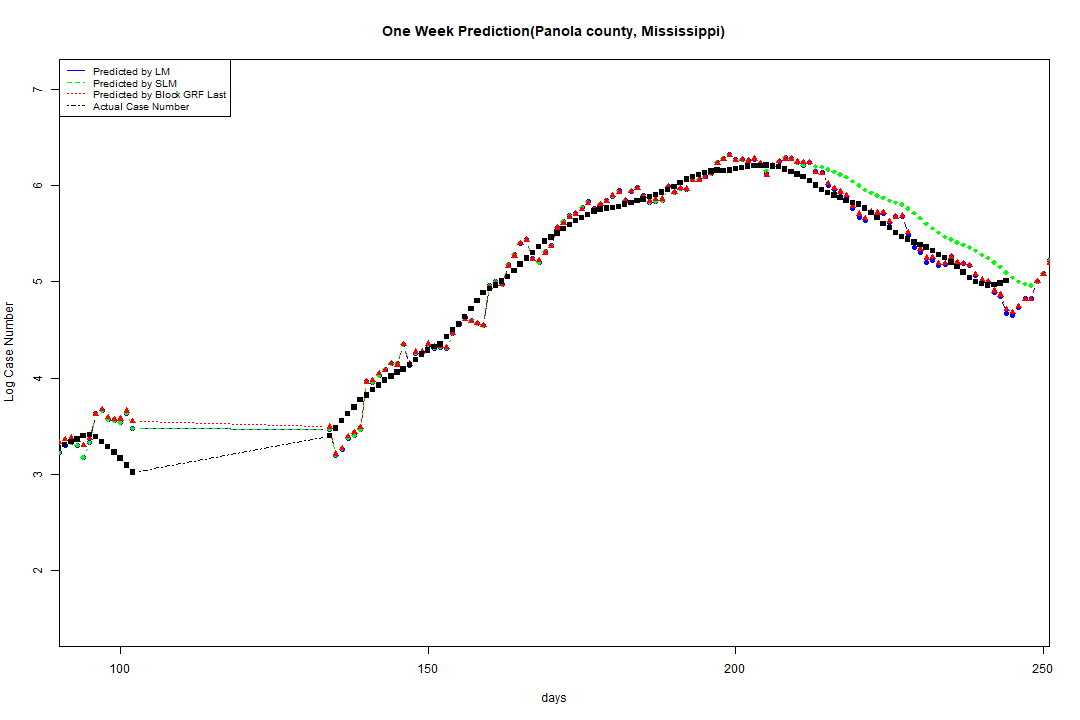 One Week Prediction(Panola county, Mississippi)
Predicted by LM
Predicted by SLM
Predicted by Block GRF Last
Actual Case Number
7
6
5
4
3
2
Log Case Number
100 150 200 250
days